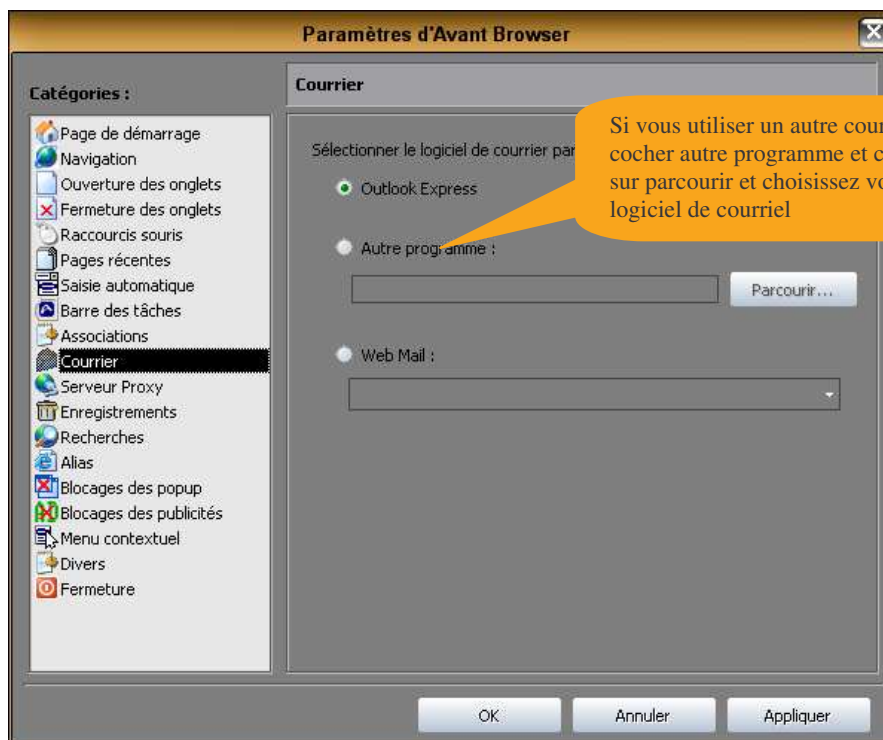 Paramètres d'Avant Browser
Catégories :
Page de démarrage
Navigation
Ouverture des onglets
Fermeture des onglets
Raccourcis souris
Pages récentes
Saisie automatique
Barre des tâches
Associations
Courrier
Serveur Proxy
Enregistrements
Recherches
Alias
Blocages des popup
Blocages des publicités
Menu contextuel
Divers
Fermeture
Courrier
Sélectionner le logiciel de courrier par
Outlook Express
Autre programme :
Parcourir...
Web Mail :
Si vous utiliser un autre
cocher autre programme et
sur parcourir et choisissez
logiciel de courriel
OK
Annuler
Appliquer